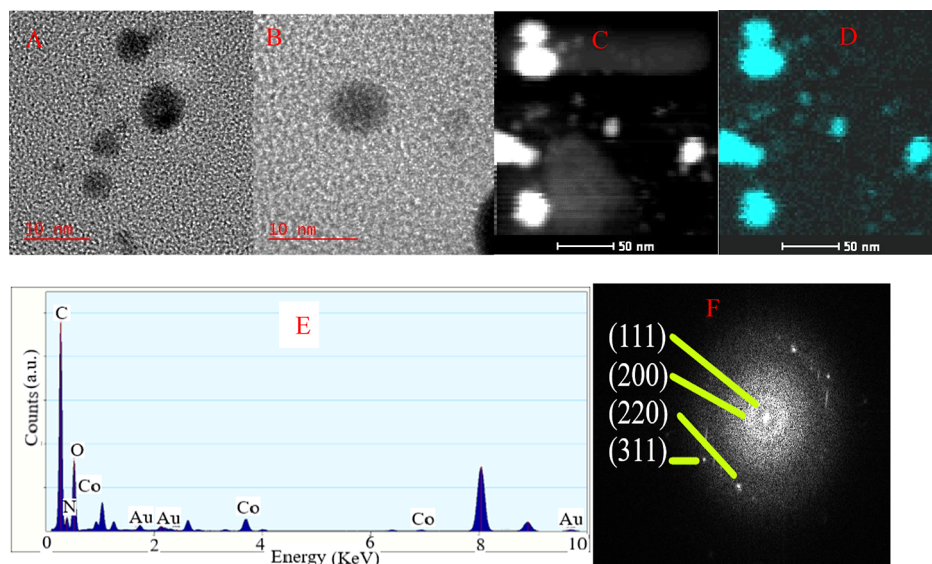 A
B
C
D
10 nm
10 nm
50 nm
50 nm
E
Counts (a.u.)
C
O
Co
N
Au
Au
Co
Co
Au
0
2
4
6
8
10
Energy (KeV)
F
(111)
(200)
(220)
(311)